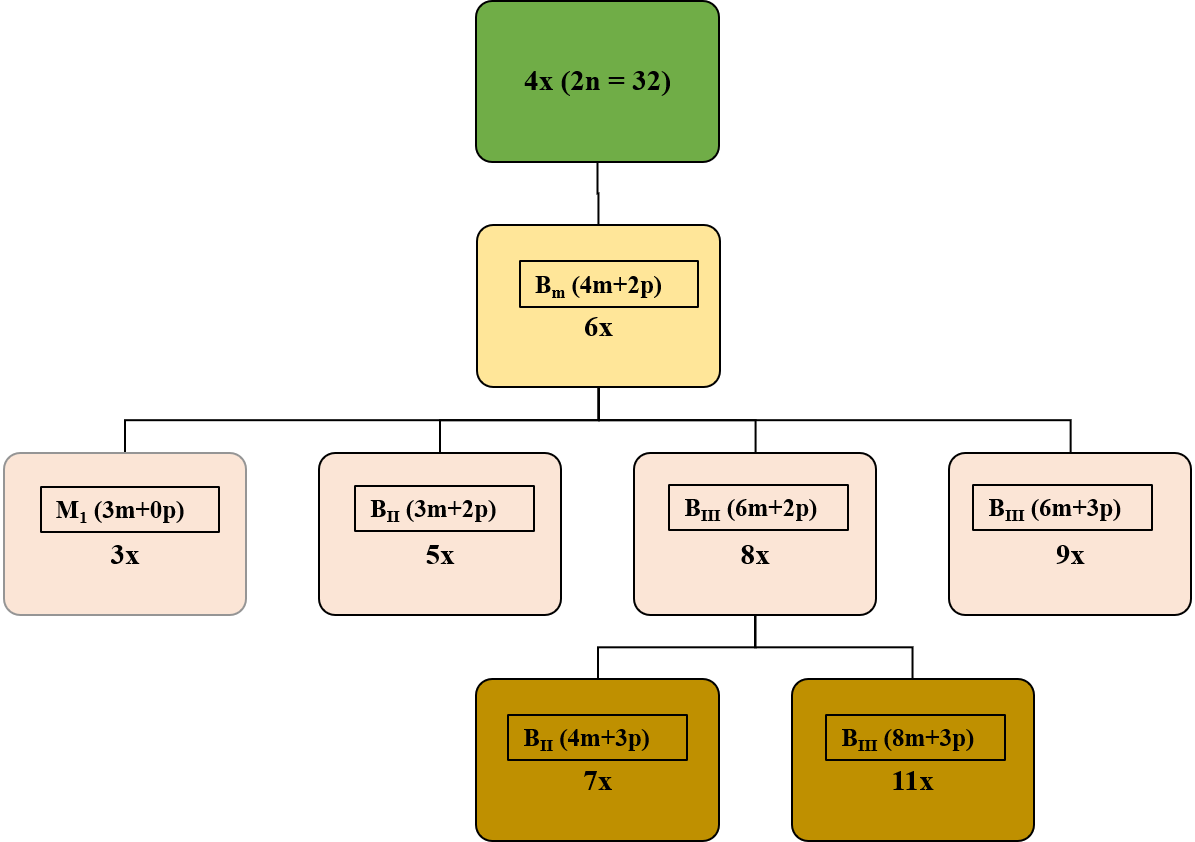 4x (2n = 32)
Bm (4m+2p)
6x
M1 (3m+0p)
3x
BII (3m+2p)
5x
BIII (6m+2p)
8x
BIII (6m+3p)
9x
BII (4m+3p)
7x
BIII (8m+3p)
11x